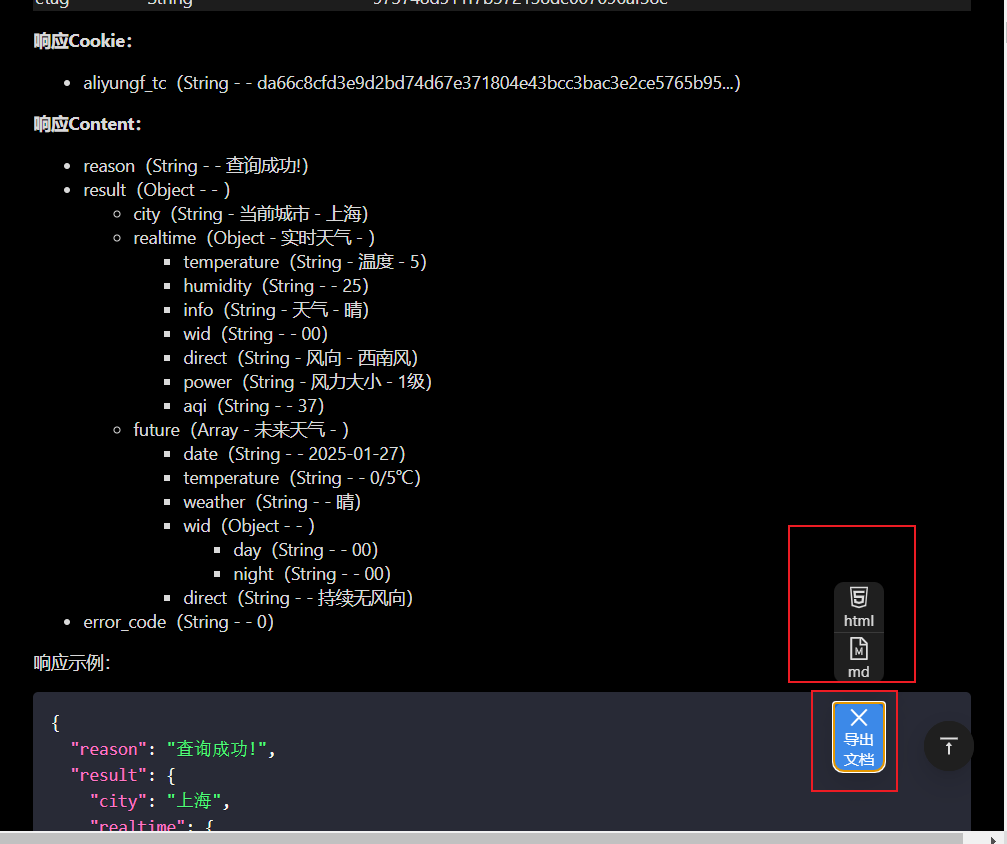 响应Cookie：
aliyungf_tc（String - - da66c8cfd3e9d2bd74d67e371804e43bcc3bac3e2ce5765b95...）
响应Content：
reason（String - - 查询成功!）
result（Object - - ）
city（String - 当前城市 - 上海）
realtime（Object - 实时天气 - ）
temperature（String - 温度 - 5）
humidity（String - - 25）
info（String - 天气 - 晴）
wid（String - - 00）
direct（String - 风向 - 西南风）
power（String - 风力大小 - 1级）
aqi（String - - 37）
future（Array - 未来天气 - ）
date（String - - 2025-01-27）
temperature（String - - 0/5℃）
weather（String - - 晴）
wid（Object - - ）
day（String - - 00）
night（String - - 00）
direct（String - - 持续无风向）
error_code（String - - 0）
html
md
响应示例：
导出
文档
{
"reason": "查询成功!",
"result": {
"city": "上海",
"realtime": {